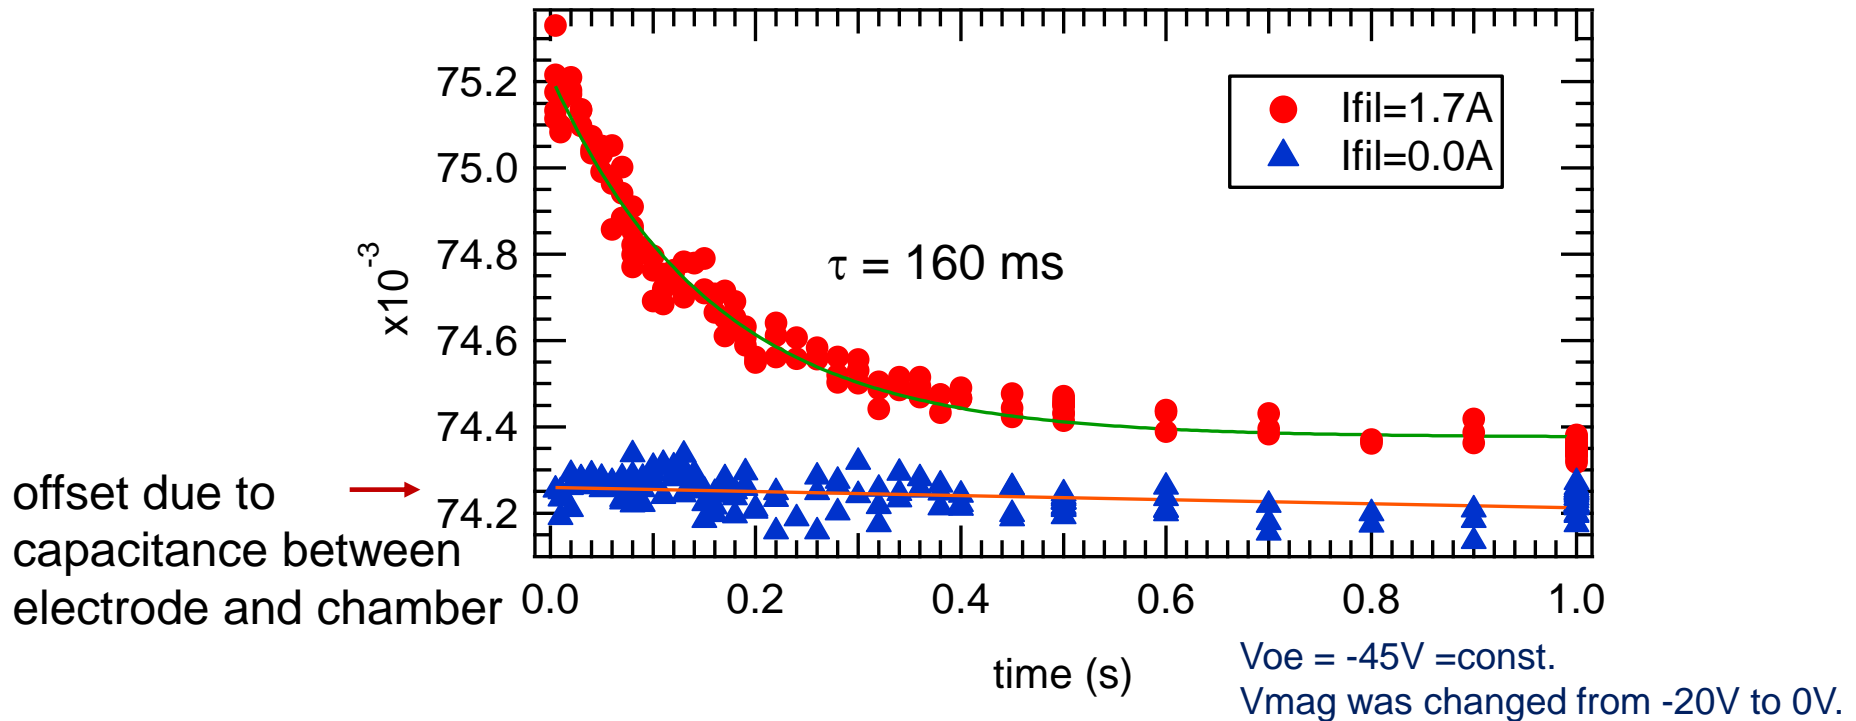 75.2
75.0
74.8
74.6
74.4
74.2
x10-3
Ifil=1.7A
Ifil=0.0A
τ = 160 ms
offset due to
capacitance between
electrode and chamber
0.0 0.2 0.4 0.6 0.8 1.0
time (s)
Voe = -45V =const.
Vmag was changed from -20V to 0V.